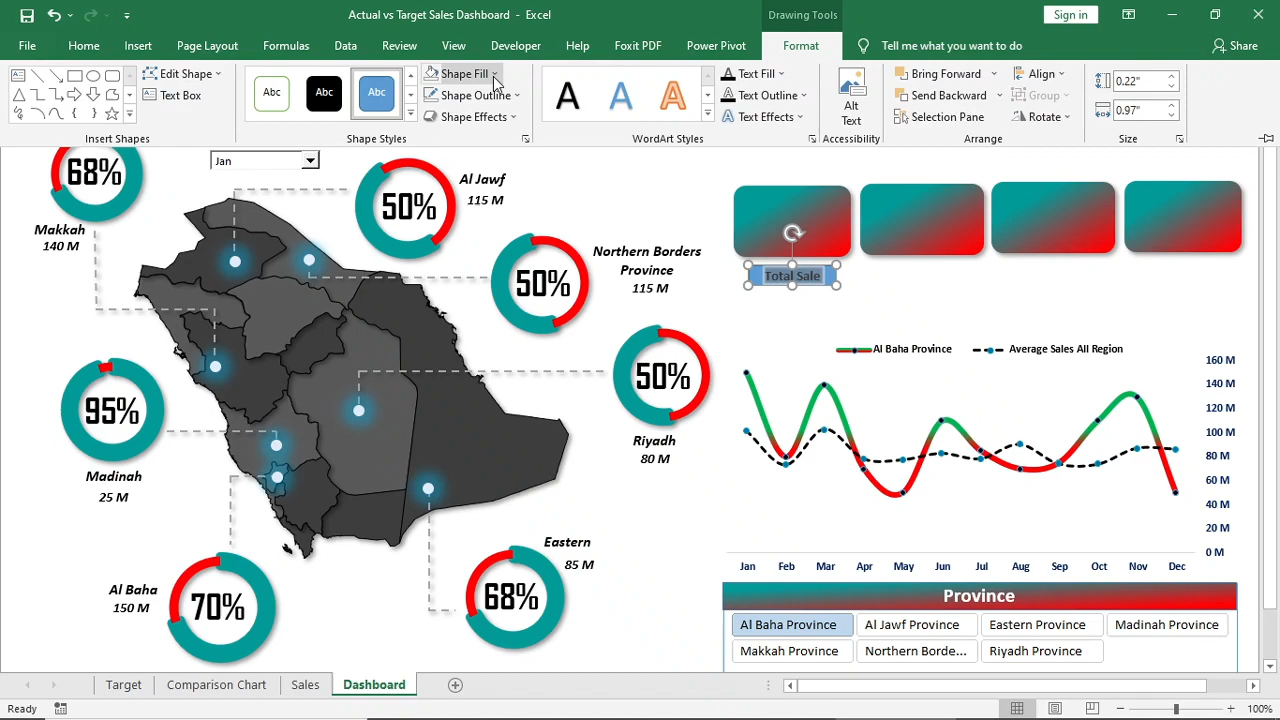 Actual vs Target Sales Dashboard - Excel
Drawing Tools
Sign in
File Home Insert Page Layout Formulas Data Review View Developer Help Foxit PDF Power Pivot Format Tell me what you want to do Share
Edit Shape
Text Box
Insert Shapes
Abc Abc Abc
Shape Fill
Shape Outline
Shape Effects
Shape Styles
A A A
Text Fill
Text Outline
Text Effects
WordArt Styles
Alt
Text
Accessibility
Bring Forward
Send Backward
Selection Pane
Align
Group
Rotate
Arrange
0.22"
0.97"
Size
Jan
68%
Makkah
140 M
50%
Al Jawf
115 M
50%
Northern Borders
Province
115 M
50%
Riyadh
80 M
95%
Madinah
25 M
70%
Al Baha
150 M
68%
Eastern
85 M
Total Sale
Al Baha Province Average Sales All Region
160 M
140 M
120 M
100 M
80 M
60 M
40 M
20 M
0 M
Jan Feb Mar Apr May Jun Jul Aug Sep Oct Nov Dec
Province
Al Baha Province Al Jawf Province Eastern Province Madinah Province
Makkah Province Northern Borde... Riyadh Province
Target Comparison Chart Sales Dashboard
Ready
100%